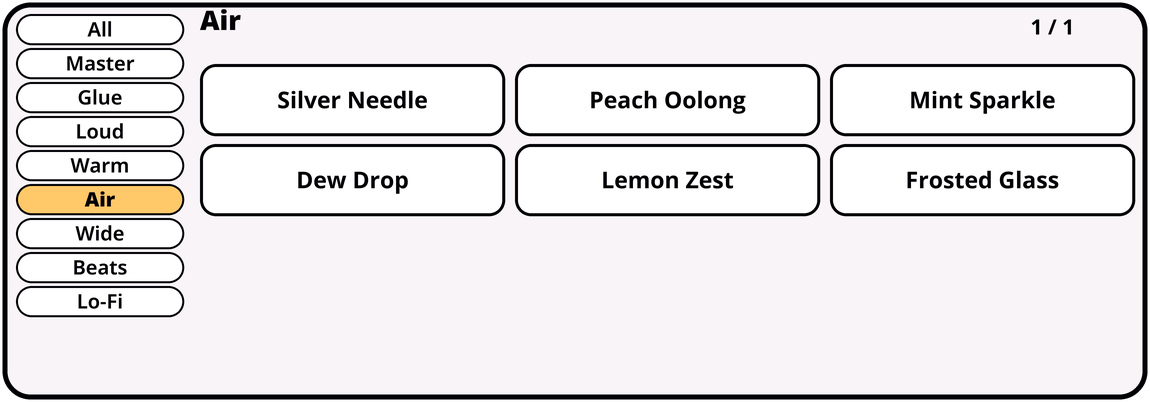 All
Master
Glue
Loud
Warm
Air
Wide
Beats
Lo-Fi
Air
1 / 1
Silver Needle
Peach Oolong
Mint Sparkle
Dew Drop
Lemon Zest
Frosted Glass